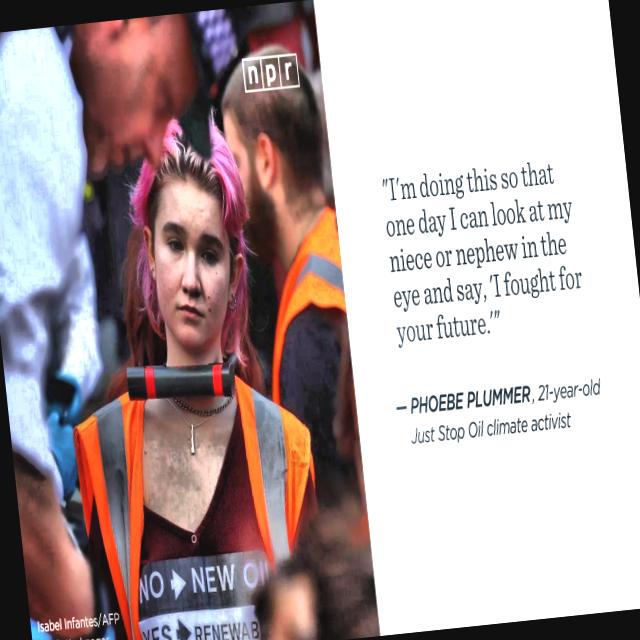 npr
"I'm doing this so that
one day I can look at my
niece or nephew in the
eye and say, 'I fought for
your future.'"
— PHOEBE PLUMMER, 21-year-old
Just Stop Oil climate activist
NO NEW
YES RENEWAB
Isabel Infantes/AFP